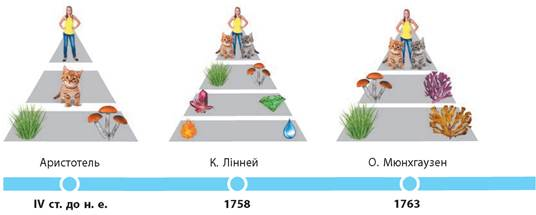 Аристотель К. Лінней О. Мюнхгаузен
IV ст. до н. е. 1758 1763